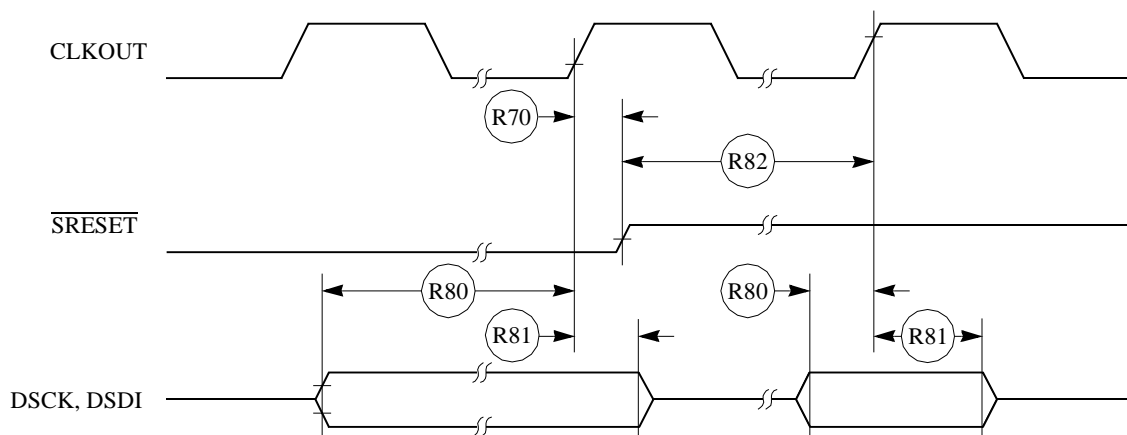 CLKOUT
R70
R82
SRESET
R80
R80
R81
R81
DSCK, DSDI